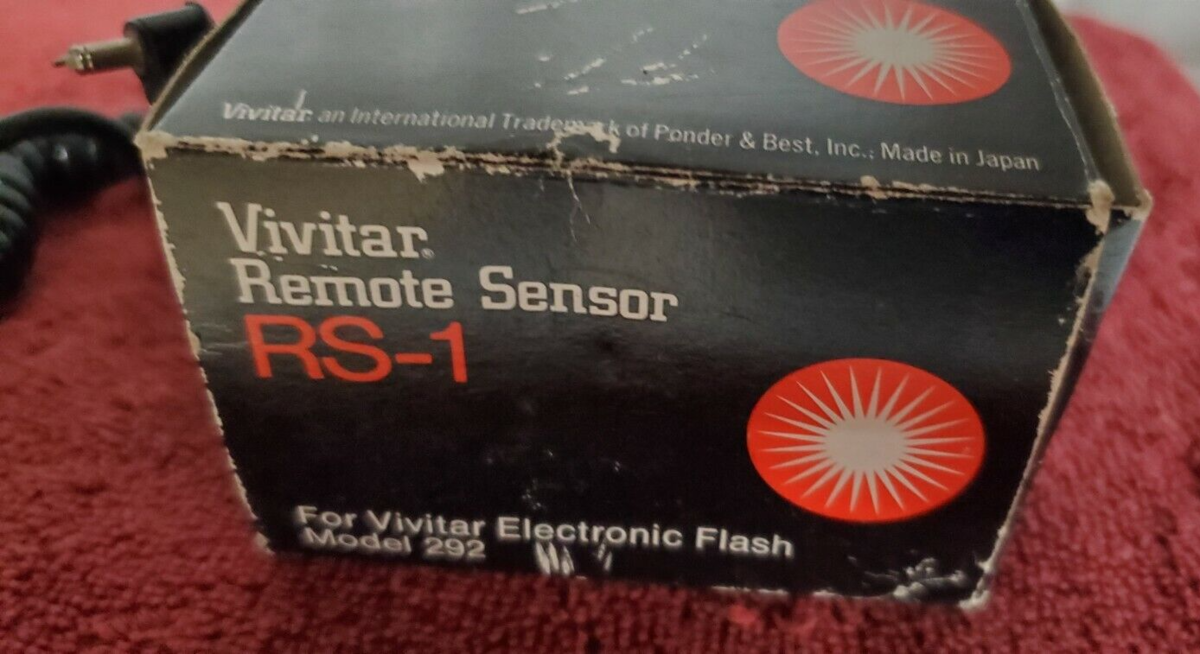 Vivitar an International Trademark of Ponder & Best, Inc.; Made in Japan
Vivitar®
Remote Sensor
RS-1
For Vivitar Electronic Flash
Model 292